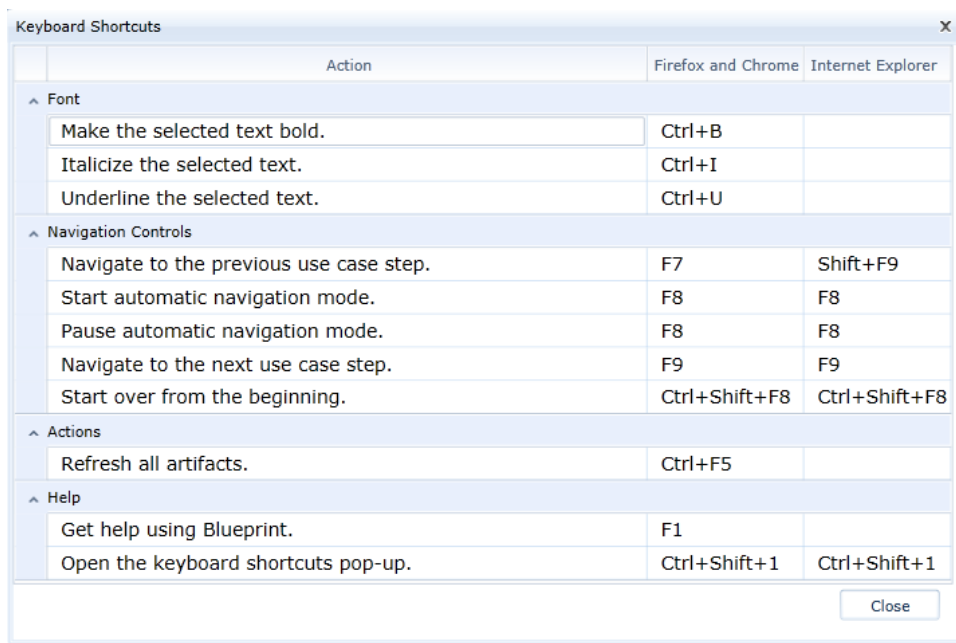 Keyboard Shortcuts x
Action Firefox and Chrome Internet Explorer
Font
Make the selected text bold. Ctrl+B
Italicize the selected text. Ctrl+I
Underline the selected text. Ctrl+U
Navigation Controls
Navigate to the previous use case step. F7 Shift+F9
Start automatic navigation mode. F8 F8
Pause automatic navigation mode. F8 F8
Navigate to the next use case step. F9 F9
Start over from the beginning. Ctrl+Shift+F8 Ctrl+Shift+F8
Actions
Refresh all artifacts. Ctrl+F5
Help
Get help using Blueprint. F1
Open the keyboard shortcuts pop-up. Ctrl+Shift+1 Ctrl+Shift+1
Close